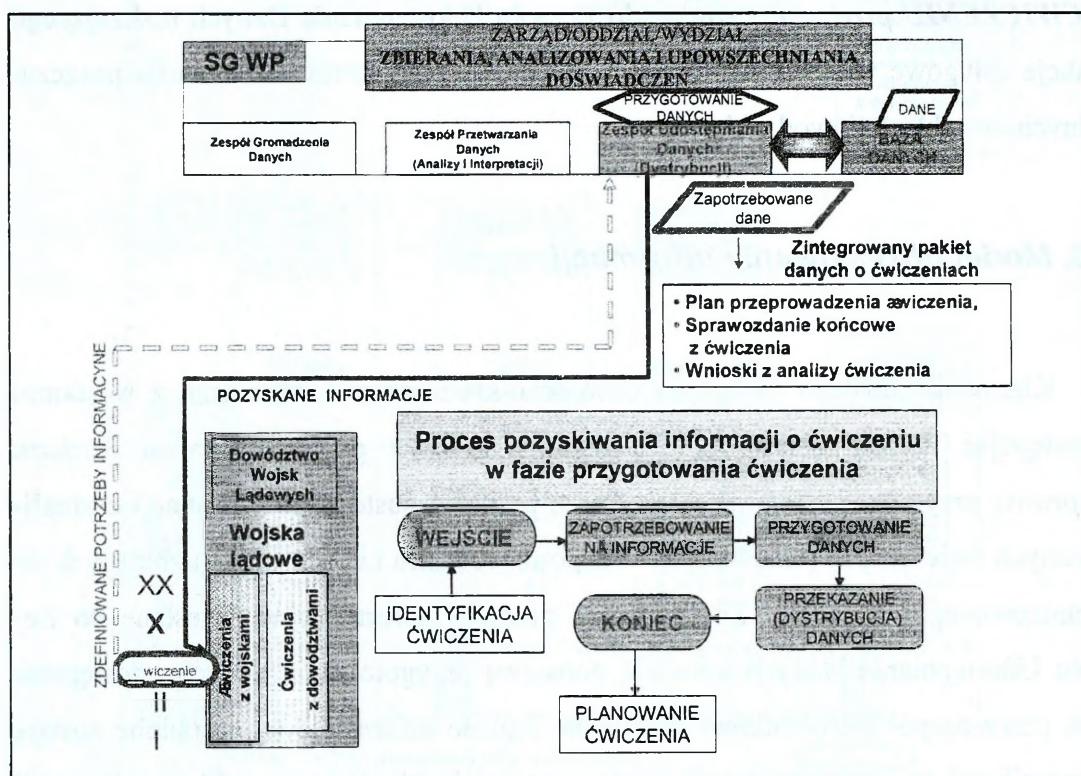 SG WP
ZARZĄD/ODDZIAŁ/WYDZIAŁ
ZBIERANIA, ANALIZOWANIA I UPOWSZECHNIANIA
DOŚWIADCZEŃ
PRZYGOTOWANIE
DANYCH
DANE
Zespół Gromadzenia
Danych
Zespół Przetwarzania
Danych
(Analizy I Interpretacji)
Zespół Udostępniania
Danych
(Dystrybucji)
BAZA
DANYCH
Zapotrzebowane
dane
Zintegrowany pakiet
danych o ćwiczeniach
• Plan przeprowadzenia æwiczenia,
• Sprawozdanie końcowe
z ćwiczenia
• Wnioski z analizy ćwiczenia
ZDEFINIOWANE POTRZEBY INFORMACYJNE
POZYSKANE INFORMACJE
Dowództwo
Wojsk
Lądowych
Wojska
lądowe
Æwiczenia
z wojskami
Ćwiczenia
z dowództwami
XX
X
wiczenie
II
I
Proces pozyskiwania informacji o ćwiczeniu
w fazie przygotowania ćwiczenia
WEJŚCIE
ZAPOTRZEBOWANIE
NA INFORMACJE
PRZYGOTOWANIE
DANYCH
IDENTYFIKACJA
ĆWICZENIA
KONIEC
PRZEKAZANIE
(DYSTRYBUCJA)
DANYCH
PLANOWANIE
ĆWICZENIA